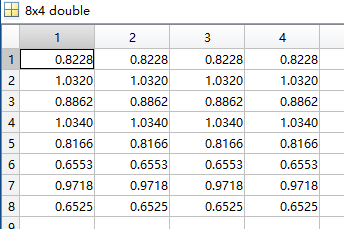 8x4 double
1 2 3 4
1 0.8228 0.8228 0.8228 0.8228
2 1.0320 1.0320 1.0320 1.0320
3 0.8862 0.8862 0.8862 0.8862
4 1.0340 1.0340 1.0340 1.0340
5 0.8166 0.8166 0.8166 0.8166
6 0.6553 0.6553 0.6553 0.6553
7 0.9718 0.9718 0.9718 0.9718
8 0.6525 0.6525 0.6525 0.6525
9